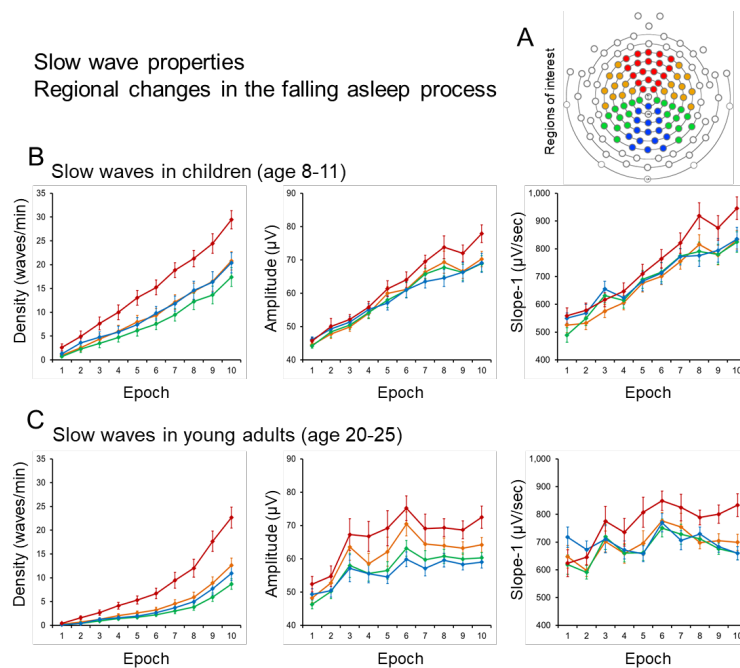 A
Slow wave properties
Regional changes in the falling asleep process
Regions of interest
B
Slow waves in children (age 8-11)
Density (waves/min)
35
30
25
20
15
10
5
0
1 2 3 4 5 6 7 8 9 10
Epoch
Amplitude (µV)
90
80
70
60
50
40
1 2 3 4 5 6 7 8 9 10
Epoch
Slope-1 (µV/sec)
1,000
900
800
700
600
500
400
1 2 3 4 5 6 7 8 9 10
Epoch
C
Slow waves in young adults (age 20-25)
Density (waves/min)
35
30
25
20
15
10
5
0
1 2 3 4 5 6 7 8 9 10
Epoch
Amplitude (µV)
90
80
70
60
50
40
1 2 3 4 5 6 7 8 9 10
Epoch
Slope-1 (µV/sec)
1,000
900
800
700
600
500
400
1 2 3 4 5 6 7 8 9 10
Epoch